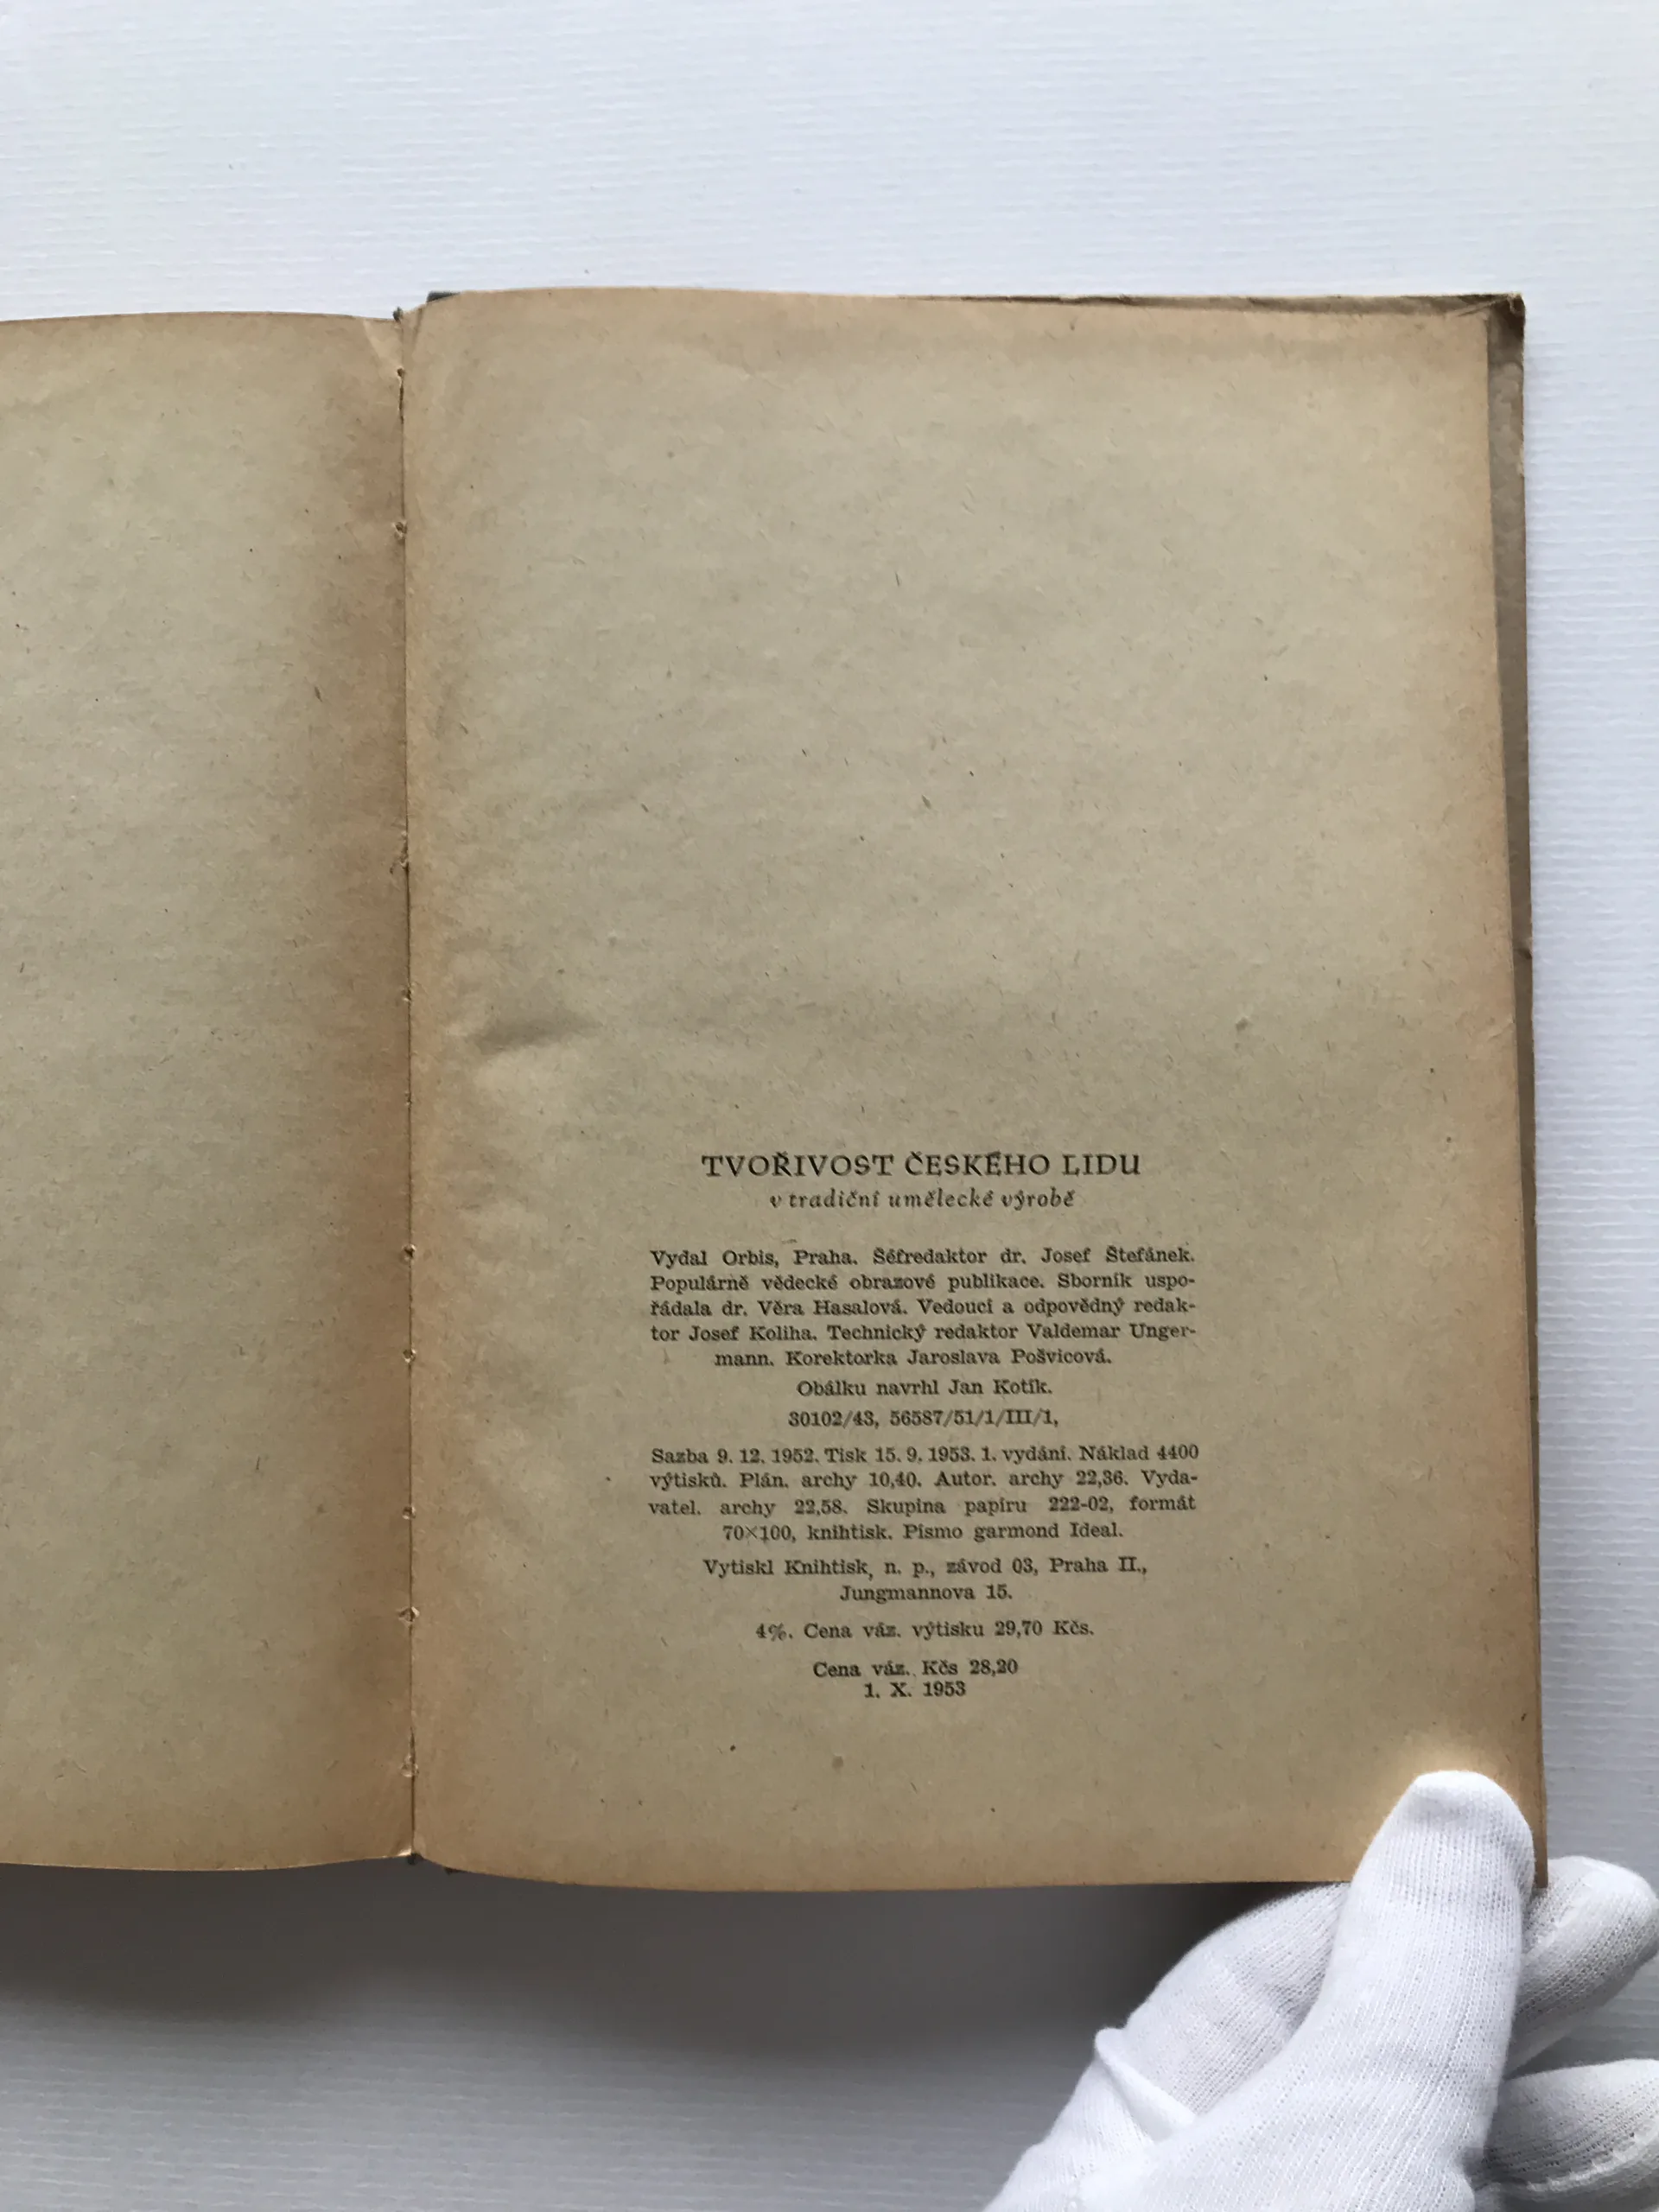 TVOŘIVOST ČESKÉHO LIDU
v tradiční umělecké výrobě
Vydal Orbis, Praha. Šéfredaktor dr. Josef Štefánek.
Populárně vědecké obrazové publikace. Sborník uspo-
řádala dr. Věra Hasalová. Vedoucí a odpovědný redak-
tor Josef Koliha. Technický redaktor Valdemar Unger-
mann. Korektorka Jaroslava Pošvicová.
Obálku navrhl Jan Kotík.
30102/43, 56587/51/1/III/1,
Sazba 9. 12. 1952. Tisk 15. 9. 1953. 1. vydání. Náklad 4400
výtisků. Plán. archy 10,40. Autor. archy 22,36. Vyda-
vatel. archy 22,58. Skupina papíru 222-02, formát
70×100, knihtisk. Písmo garmond Ideal.
Vytiskl Knihtisk, n. p., závod 03, Praha II.,
Jungmannova 15.
4%. Cena váz. výtisku 29,70 Kčs.
Cena váz. Kčs 28,20
1. X. 1953